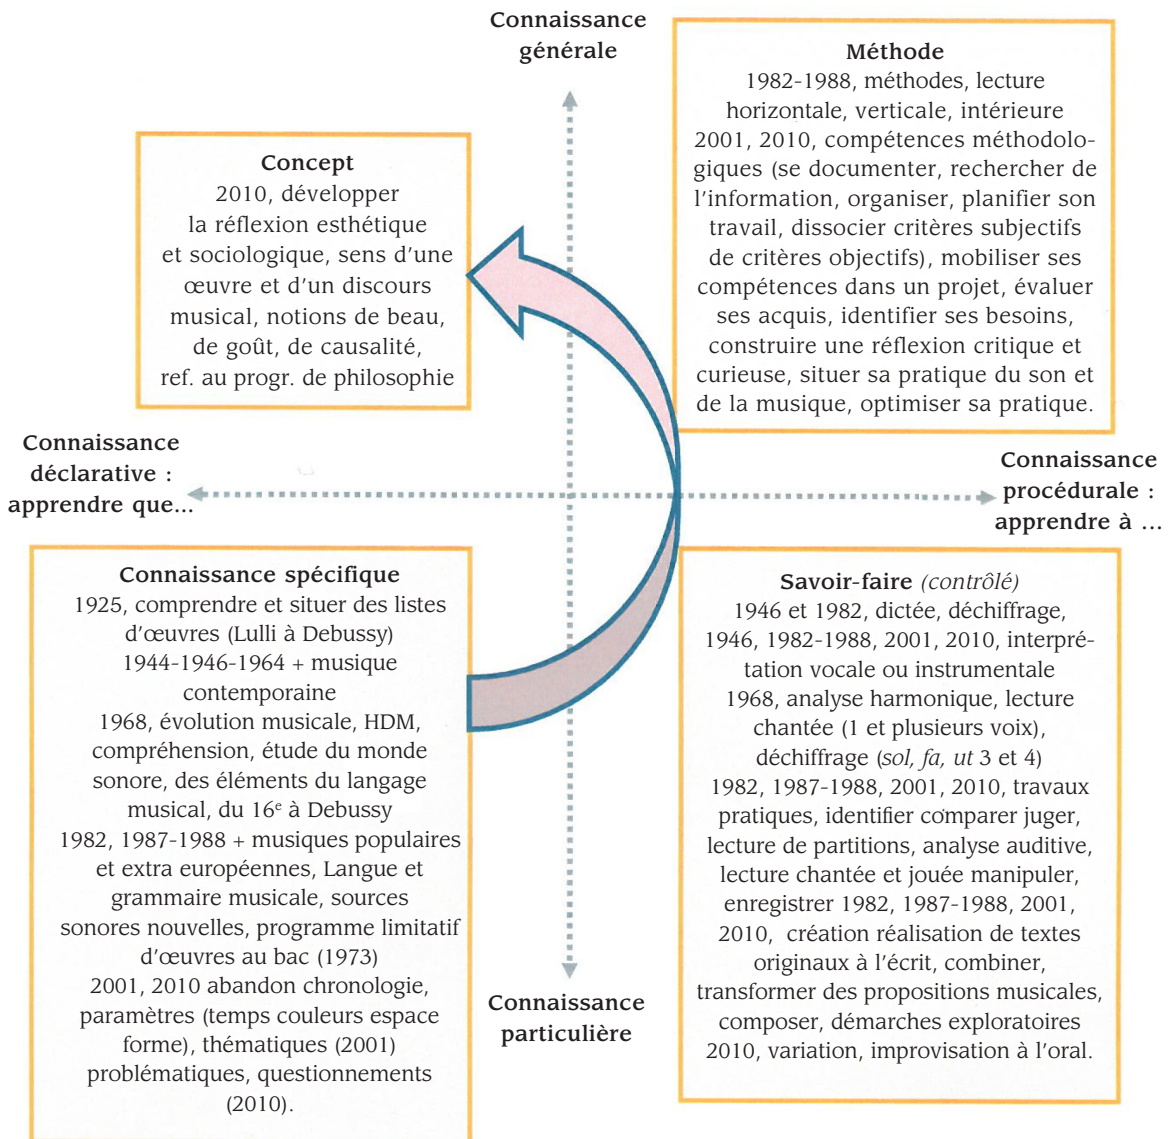 Connaissance
générale
Méthode
1982-1988, méthodes, lecture
horizontale, verticale, intérieure
2001, 2010, compétences méthodolo-
giques (se documenter, rechercher de
l'information, organiser, planifier son
travail, dissocier critères subjectifs
de critères objectifs), mobiliser ses
compétences dans un projet, évaluer
ses acquis, identifier ses besoins,
construire une réflexion critique et
curieuse, situer sa pratique du son et
de la musique, optimiser sa pratique.
Concept
2010, développer
la réflexion esthétique
et sociologique, sens d'une
œuvre et d'un discours
musical, notions de beau,
de goût, de causalité,
ref. au progr. de philosophie
Connaissance
déclarative :
apprendre que...
Connaissance
procédurale :
apprendre à ...
Connaissance spécifique
1925, comprendre et situer des listes
d'œuvres (Lulli à Debussy)
1944-1946-1964 + musique
contemporaine
1968, évolution musicale, HDM,
compréhension, étude du monde
sonore, des éléments du langage
musical, du 16e à Debussy
1982, 1987-1988 + musiques populaires
et extra européennes, Langue et
grammaire musicale, sources
sonores nouvelles, programme limitatif
d'œuvres au bac (1973)
2001, 2010 abandon chronologie,
paramètres (temps couleurs espace
forme), thématiques (2001)
problématiques, questionnements
(2010).
Savoir-faire (contrôlé)
1946 et 1982, dictée, déchiffrage,
1946, 1982-1988, 2001, 2010, interpré-
tation vocale ou instrumentale
1968, analyse harmonique, lecture
chantée (1 et plusieurs voix),
déchiffrage (sol, fa, ut 3 et 4)
1982, 1987-1988, 2001, 2010, travaux
pratiques, identifier comparer juger,
lecture de partitions, analyse auditive,
lecture chantée et jouée manipuler,
enregistrer 1982, 1987-1988, 2001,
2010, création réalisation de textes
originaux à l'écrit, combiner,
transformer des propositions musicales,
composer, démarches exploratoires
2010, variation, improvisation à l'oral.
Connaissance
particulière